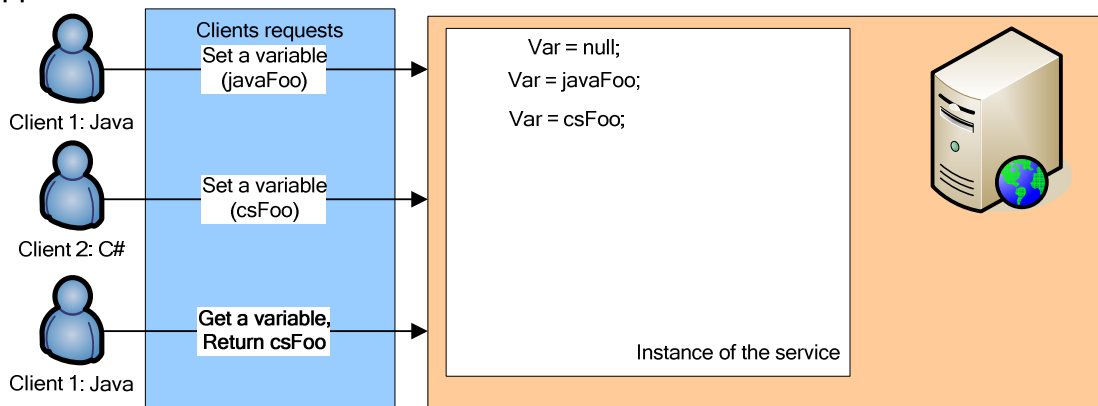 Clients requests
Set a variable
(javaFoo)
Client 1: Java
Var = null;
Var = javaFoo;
Var = csFoo;
Set a variable
(csFoo)
Client 2: C#
Get a variable,
Return csFoo
Client 1: Java
Instance of the service